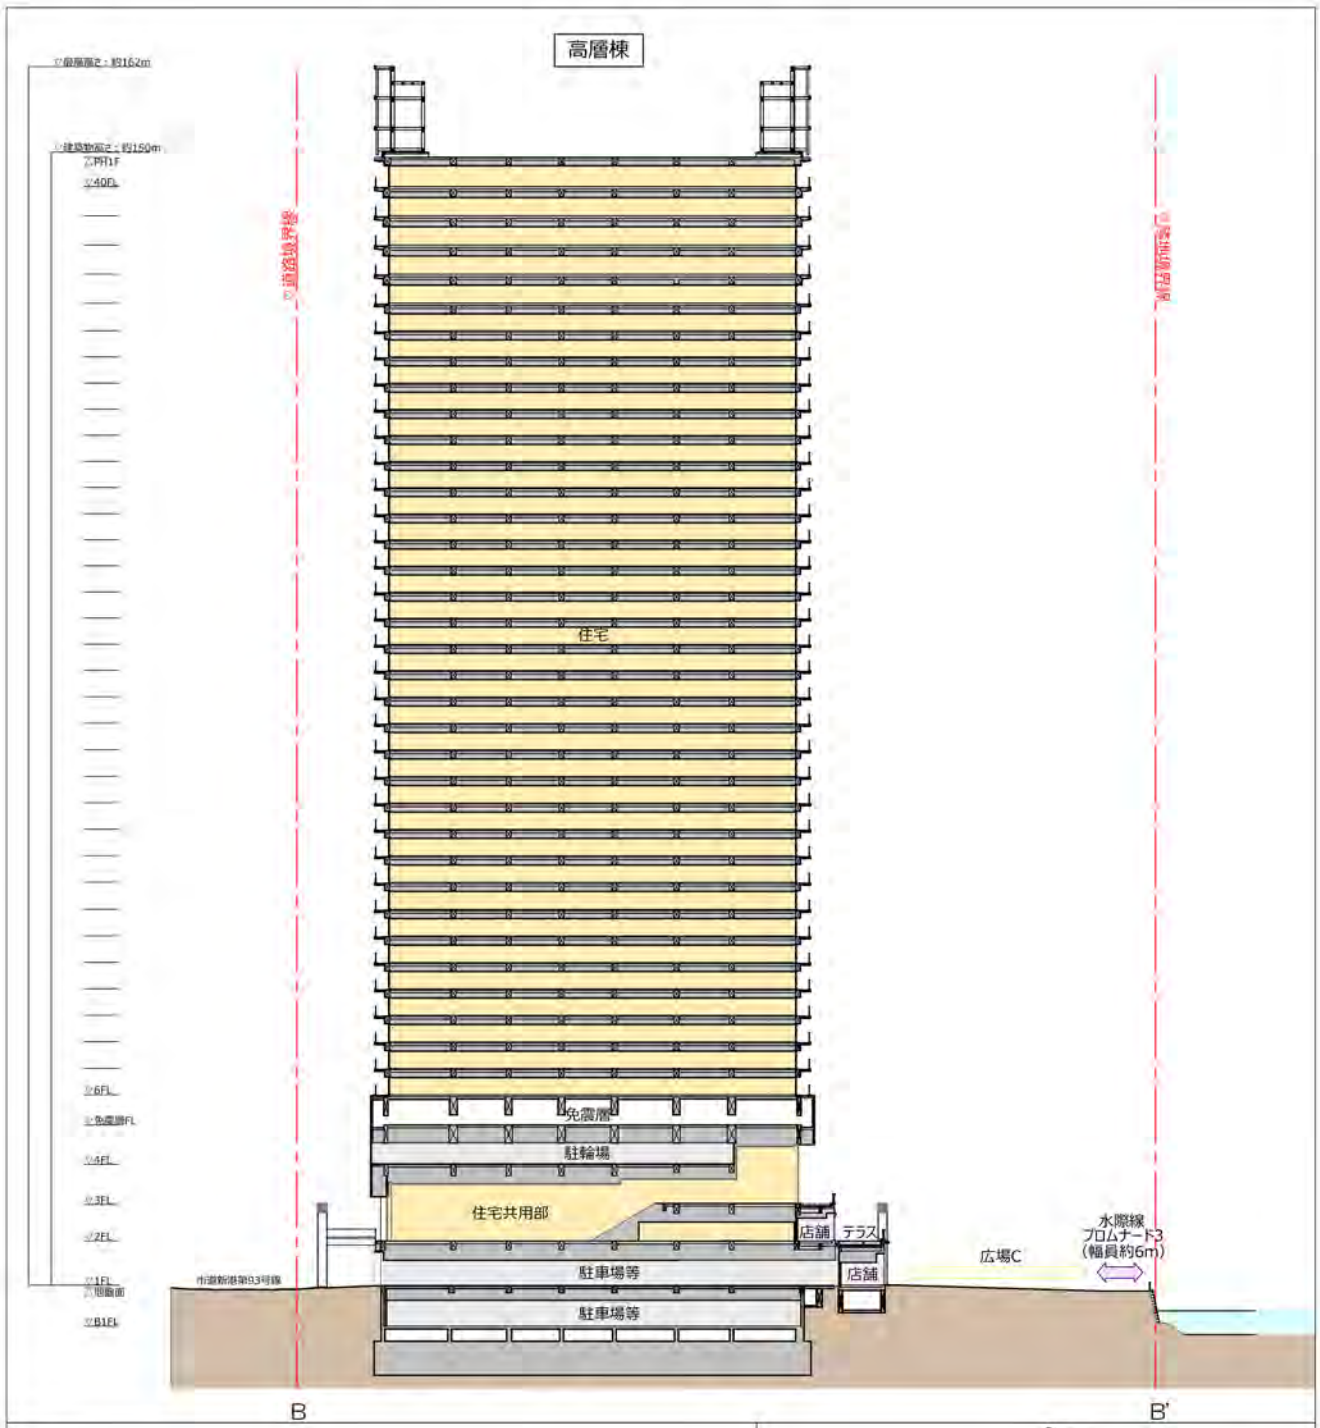 高層棟
▽最高高さ：約162m
▽建築物高さ：約150m
△PH1F
▽40FL
▽道路境界線
▽隣地境界線
住宅
▽6FL
▽免震層FL
免震層
駐輪場
▽4FL
▽3FL
住宅共用部
店舗
テラス
▽2FL
水際線
プロムナード3
（幅員約6m）
広場C
駐車場等
店舗
▽1FL
市道新港第93号線
駐車場等
▽B1FL
B
B'